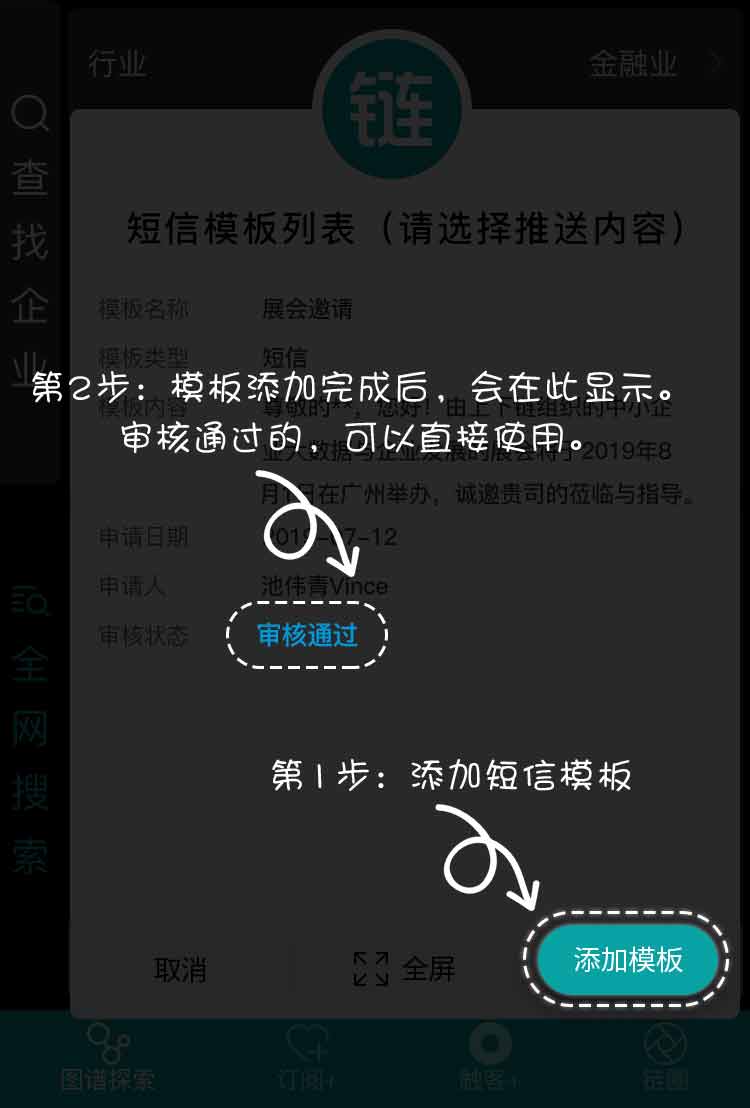 行业
金融业
链
查找企业
短信模板列表（请选择推送内容）
模板名称 展会邀请
模板类型 短信
第2步：模板添加完成后，会在此显示。
模板内容 尊敬的**，您好！由上下链组织的中小企
审核通过的，可以直接使用。
业大数据与企业发展的展会将于2019年8
月1日在广州举办，诚邀贵司的莅临与指导。
申请日期 2019-07-12
申请人 池伟青Vince
审核状态 审核通过
全网搜索
第1步：添加短信模板
取消
全屏
添加模板
图谱探索
订阅+
触客+
链圈